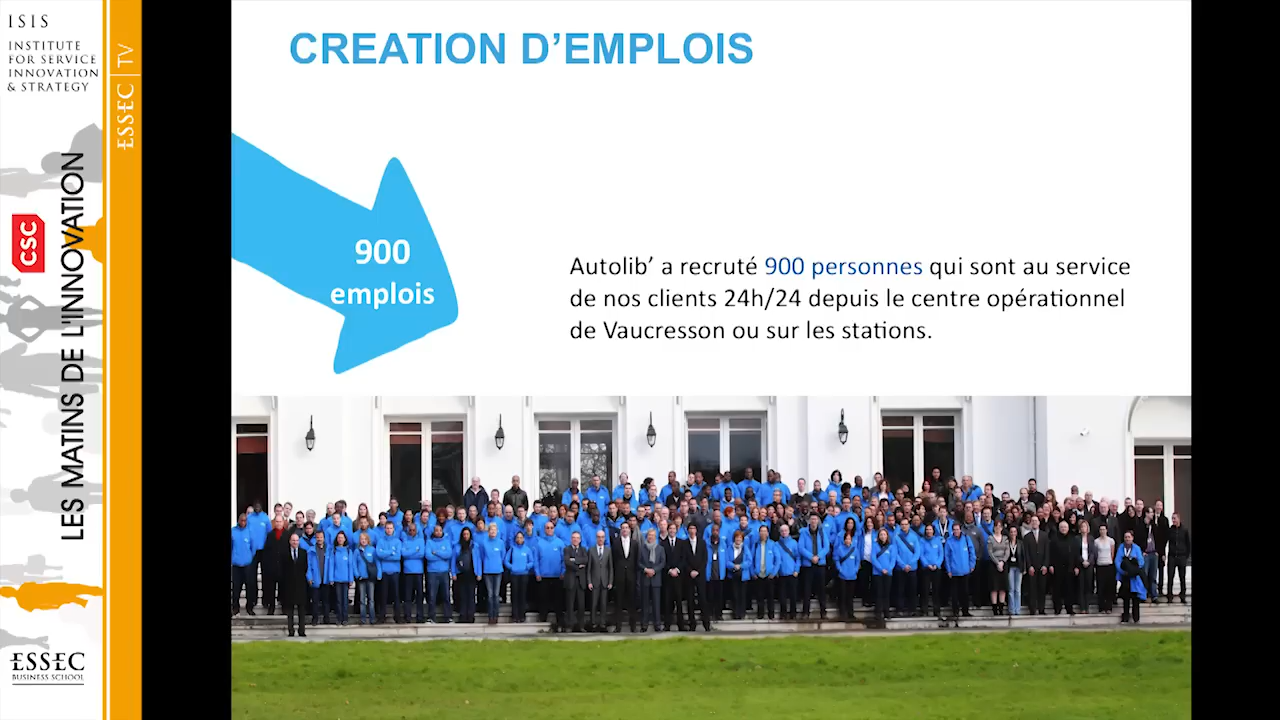 ISIS
INSTITUTE
FOR SERVICE
INNOVATION
& STRATEGY
ESSEC | TV
CSC
LES MATINS DE L'INNOVATION
ESSEC
BUSINESS SCHOOL
CREATION D’EMPLOIS
900
emplois
Autolib’ a recruté 900 personnes qui sont au service
de nos clients 24h/24 depuis le centre opérationnel
de Vaucresson ou sur les stations.